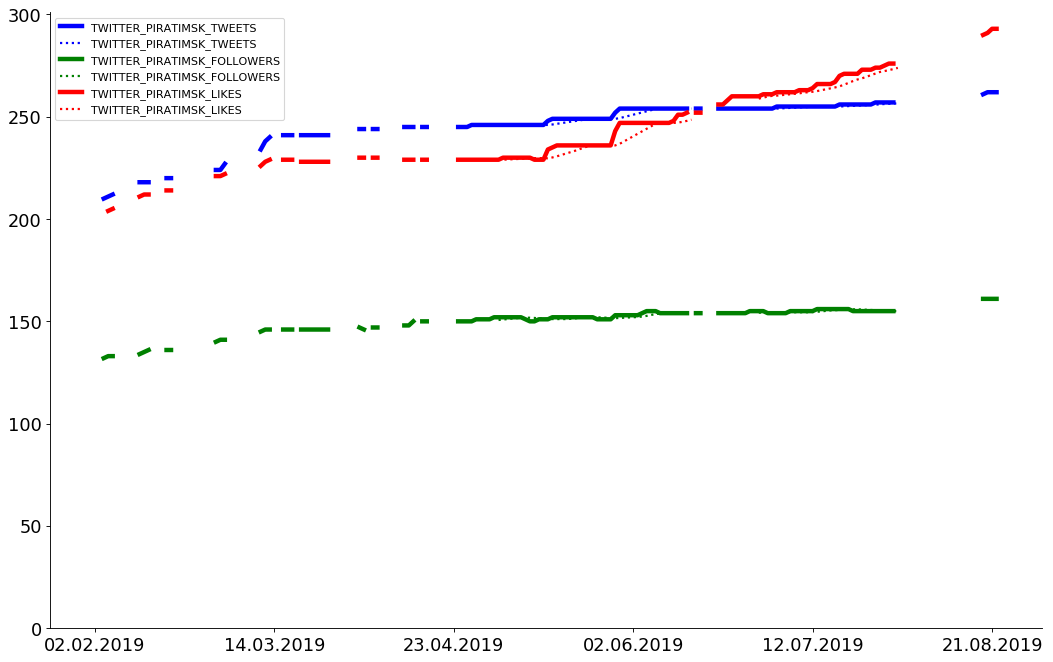 TWITTER_PIRATIMSK_TWEETS
TWITTER_PIRATIMSK_TWEETS
TWITTER_PIRATIMSK_FOLLOWERS
TWITTER_PIRATIMSK_FOLLOWERS
TWITTER_PIRATIMSK_LIKES
TWITTER_PIRATIMSK_LIKES
300
250
200
150
100
50
0
02.02.2019 14.03.2019 23.04.2019 02.06.2019 12.07.2019 21.08.2019